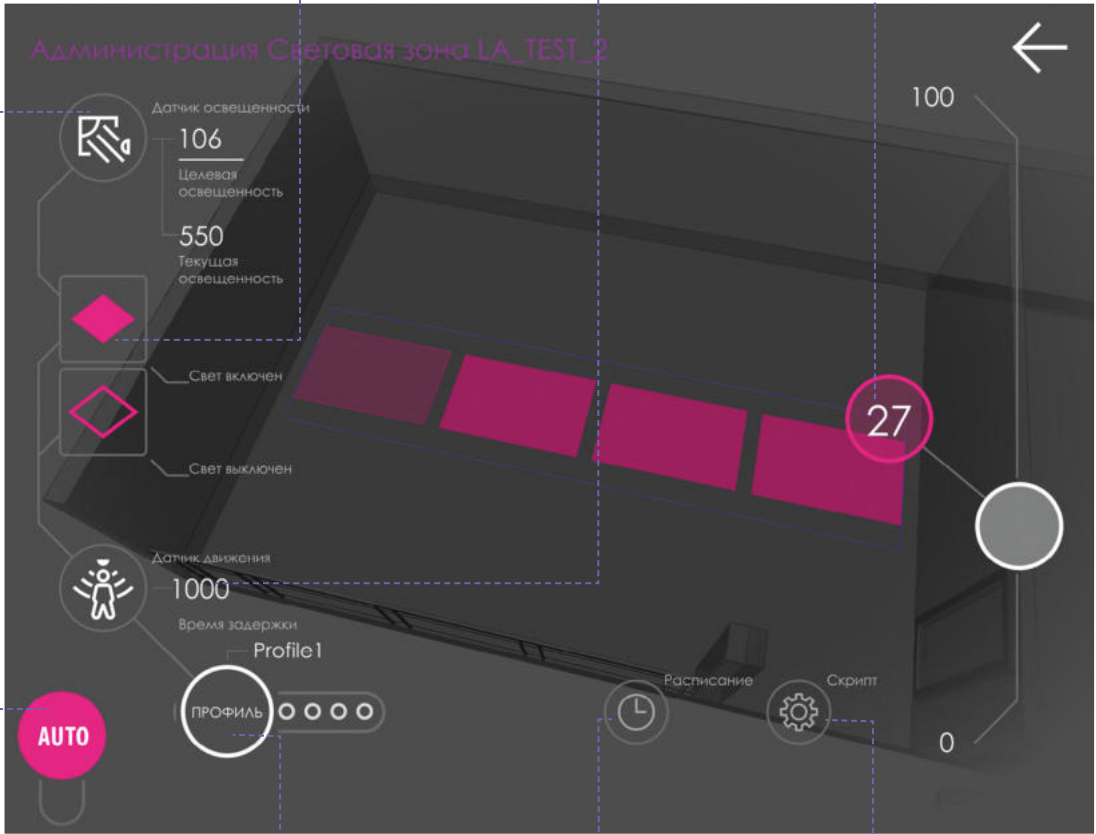 Администрация Световая зона LA_TEST_2
100
Датчик освещенности
106
Целевая
освещенность
550
Текущая
освещенность
Свет включен
27
Свет выключен
Датчик движения
1000
Время задержки
Profile1
Расписание
Скрипт
ПРОФИЛЬ
AUTO
0